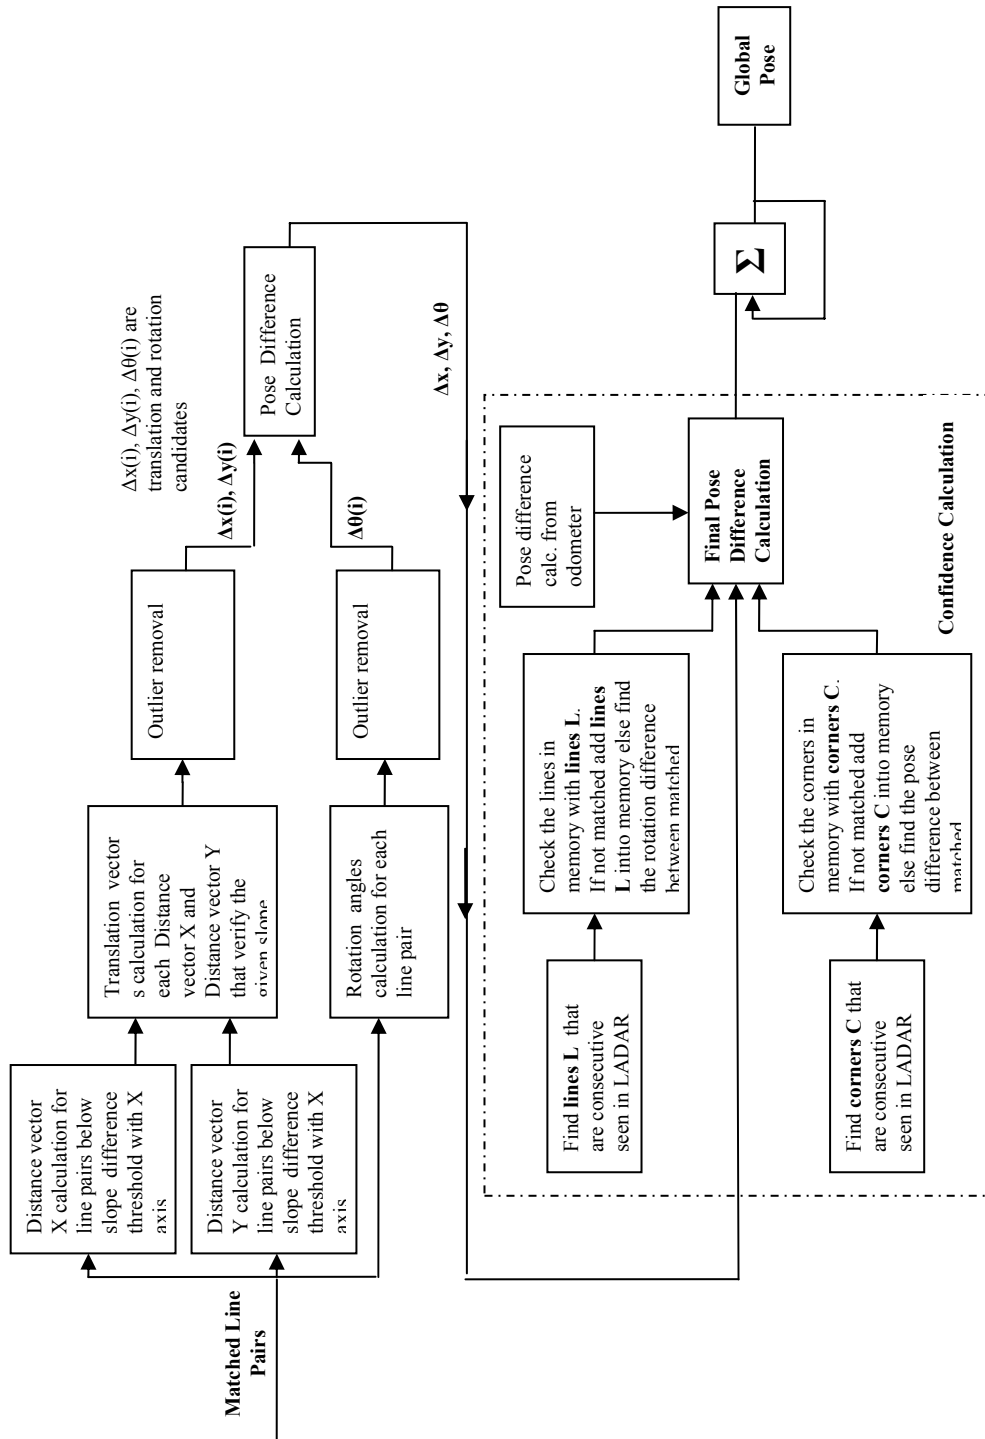 Matched Line
Pairs
Distance vector
X calculation for
line pairs below
slope difference
threshold with X
axis
Distance vector
Y calculation for
line pairs below
slope difference
threshold with X
axis
Translation vector
s calculation for
each Distance
vector X and
Distance vector Y
that verify the
given slope
Rotation angles
calculation for each
line pair
Outlier removal
Outlier removal
Δx(i), Δy(i)
Δθ(i)
Δx(i), Δy(i), Δθ(i) are
translation and rotation
candidates
Pose Difference
Calculation
Δx, Δy, Δθ
Find lines L that
are consecutive
seen in LADAR
Check the lines in
memory with lines L.
If not matched add lines
L intıo memory else find
the rotation difference
between matched
Find corners C that
are consecutive
seen in LADAR
Check the corners in
memory with corners C.
If not matched add
corners C intıo memory
else find the pose
difference between
matched
Pose difference
calc. from
odometer
Final Pose
Difference
Calculation
Confidence Calculation
Σ
Global
Pose